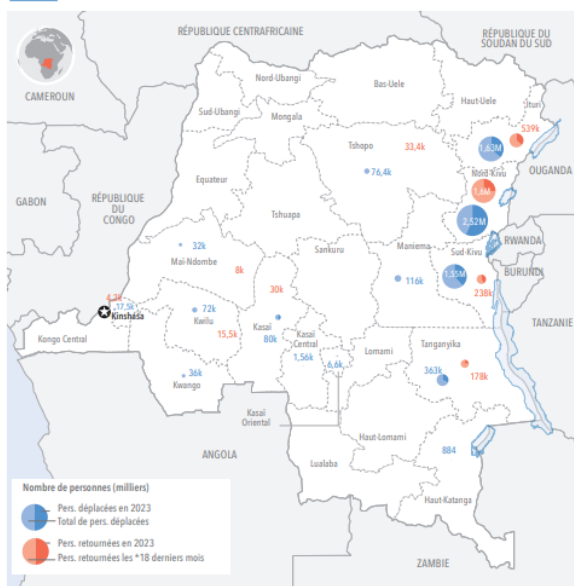 RÉPUBLIQUE CENTRAFRICAINE
RÉPUBLIQUE DU
SOUDAN DU SUD
CAMEROUN
Nord-Ubangi
Bas-Uele
Haut-Uele
Ituri
Sud-Ubangi
Mongala
539k
Tshopo
33,4k
1,63M
76,4k
Nord-Kivu
OUGANDA
Equateur
1,6M
GABON
RÉPUBLIQUE
DU
CONGO
Tshuapa
2,52M
RWANDA
32k
Mai-Ndombe
Sankuru
Maniema
Sud-Kivu
8k
1,55M
BURUNDI
116k
238k
30k
4,2k
17,5k
Kinshasa
72k
Kwilu
Kasaï
80k
TANZANIE
Kongo Central
15,5k
Kasaï
Central
1,56k
6,6k
Lomami
Tanganyika
363k
178k
36k
Kwango
Kasaï
Oriental
Haut-Lomami
884
ANGOLA
Lualaba
Haut-Katanga
Nombre de personnes (milliers)
Pers. déplacées en 2023
Total de pers. déplacées
Pers. retournées en 2023
Pers. retournées les *18 derniers mois
ZAMBIE